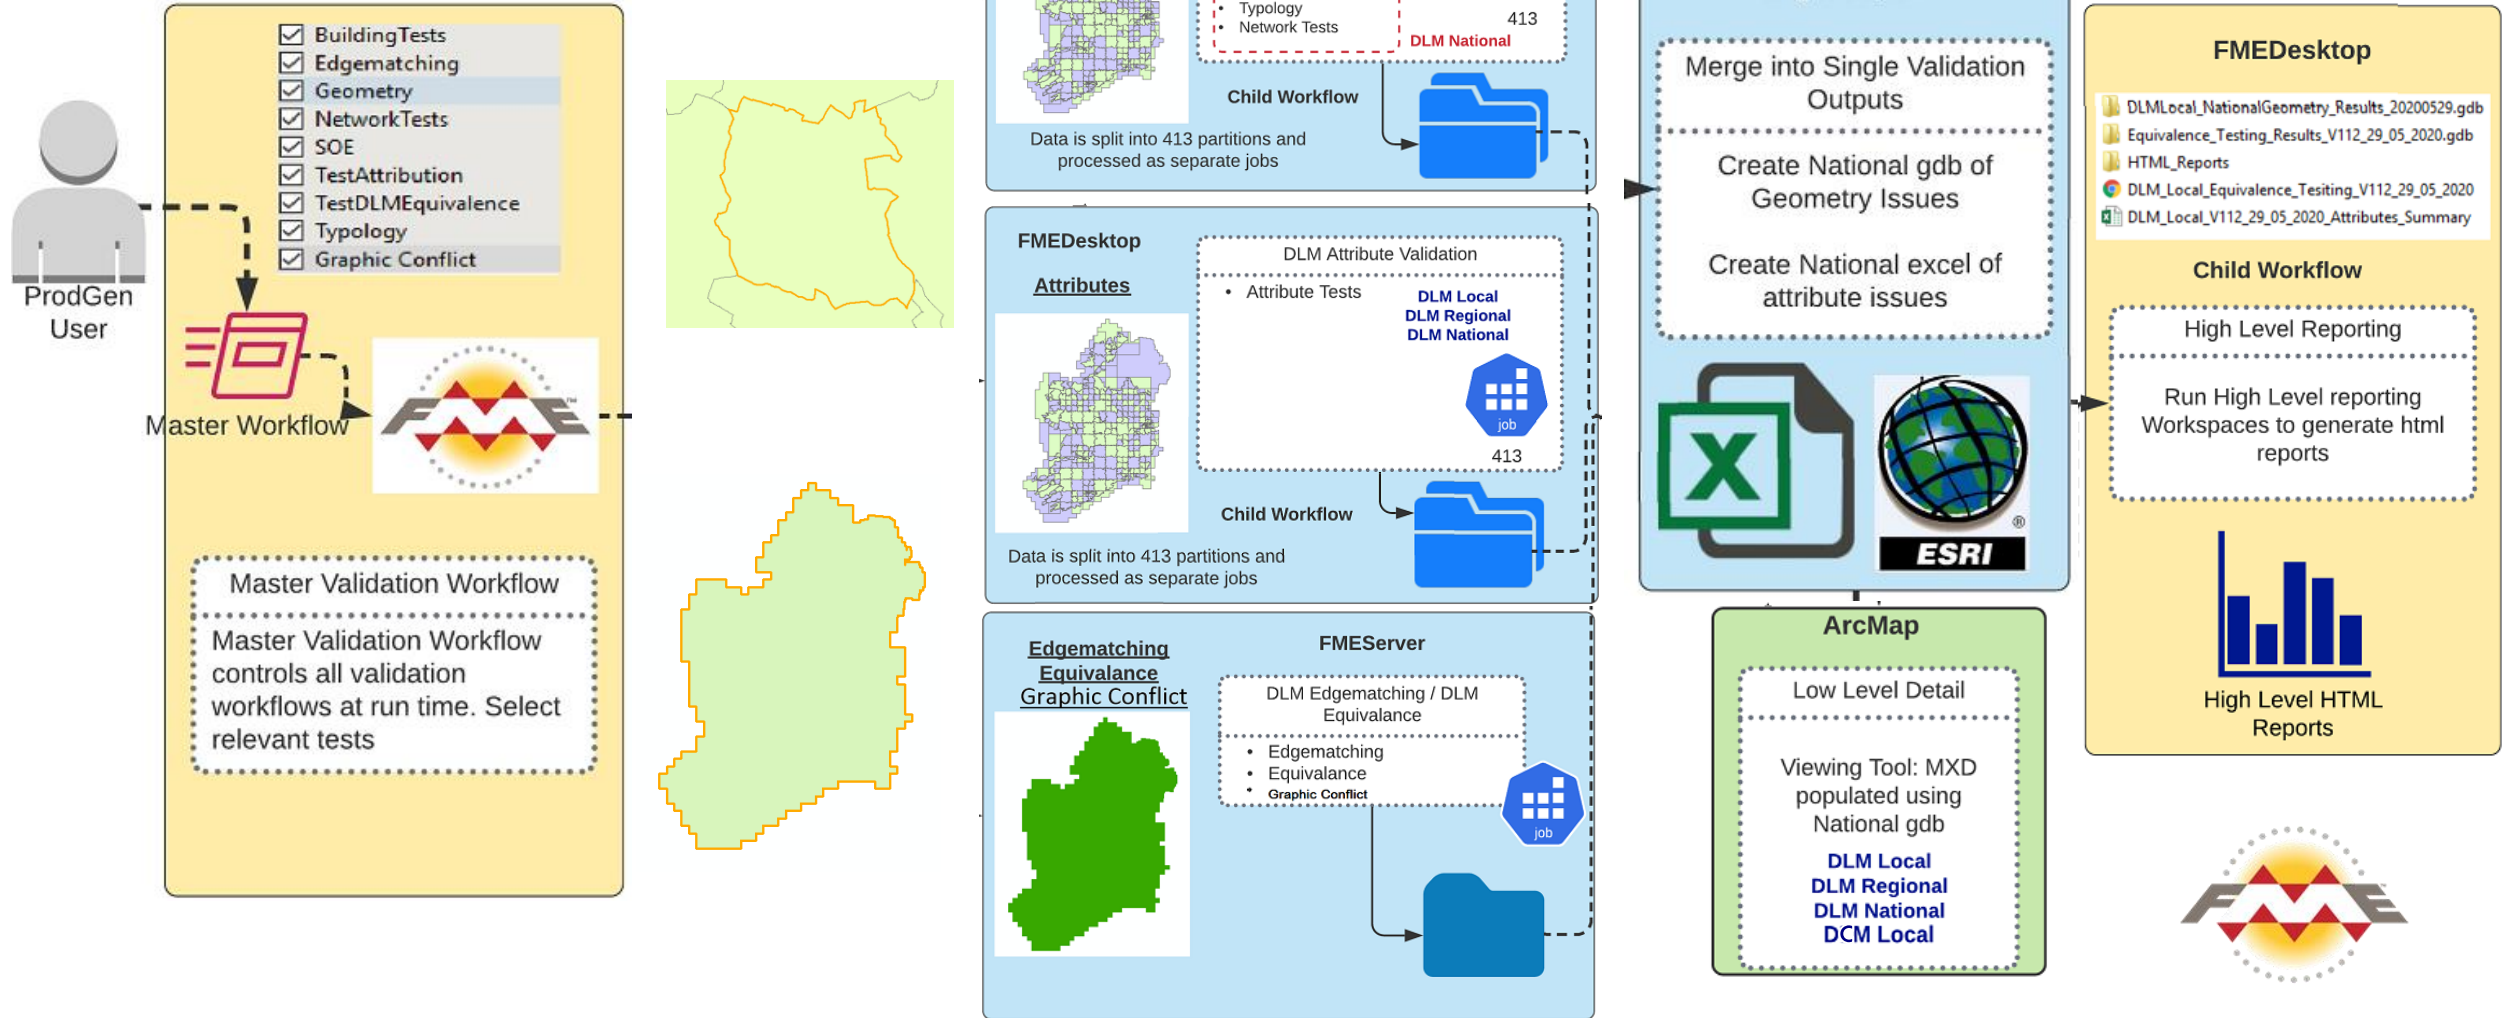 BuildingTests
Edgematching
Geometry
NetworkTests
SOE
TestAttribution
TestDLMEquivalence
Typology
Graphic Conflict
ProdGen
User
Master Workflow
FME
Master Validation Workflow
Master Validation Workflow
controls all validation
workflows at run time. Select
relevant tests
• Typology
• Network Tests
413
DLM National
Child Workflow
Data is split into 413 partitions and
processed as separate jobs
FMEDesktop
Attributes
DLM Attribute Validation
• Attribute Tests
DLM Local
DLM Regional
DLM National
job
413
Child Workflow
Data is split into 413 partitions and
processed as separate jobs
Edgematching
Equivalance
Graphic Conflict
FMEServer
DLM Edgematching / DLM
Equivalance
• Edgematching
• Equivalance
• Graphic Conflict
job
Merge into Single Validation
Outputs
Create National gdb of
Geometry Issues
Create National excel of
attribute issues
X
®
ESRI
ArcMap
Low Level Detail
Viewing Tool: MXD
populated using
National gdb
DLM Local
DLM Regional
DLM National
DCM Local
FMEDesktop
DLMLocal_NationalGeometry_Results_20200529.gdb
Equivalence_Testing_Results_V112_29_05_2020.gdb
HTML_Reports
DLM_Local_Equivalence_Tesiting_V112_29_05_2020
DLM_Local_V112_29_05_2020_Attributes_Summary
Child Workflow
High Level Reporting
Run High Level reporting
Workspaces to generate html
reports
High Level HTML
Reports
FME